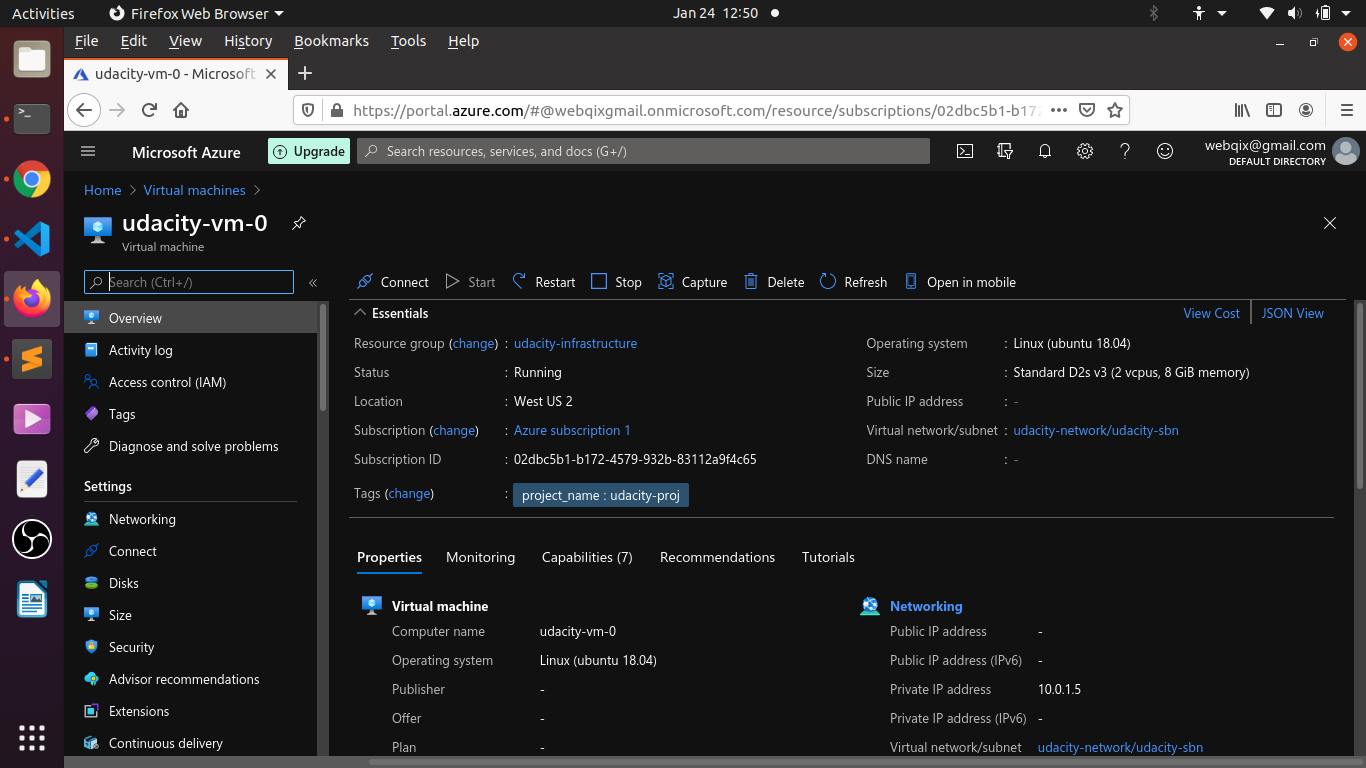 Activities Firefox Web Browser Jan 24 12:50
File Edit View History Bookmarks Tools Help
udacity-vm-0 - Microsoft
https://portal.azure.com/#@webqixgmail.onmicrosoft.com/resource/subscriptions/02dbc5b1-b172
Microsoft Azure Upgrade Search resources, services, and docs (G+/) webqix@gmail.com
DEFAULT DIRECTORY
Home > Virtual machines >
udacity-vm-0
Virtual machine
Search (Ctrl+/) «
Connect Start Restart Stop Capture Delete Refresh Open in mobile
Overview
Activity log
Access control (IAM)
Tags
Diagnose and solve problems
Settings
Networking
Connect
Disks
Size
Security
Advisor recommendations
Extensions
Continuous delivery
Essentials View Cost JSON View
Resource group (change) : udacity-infrastructure
Status : Running
Location : West US 2
Subscription (change) : Azure subscription 1
Subscription ID : 02dbc5b1-b172-4579-932b-83112a9f4c65
Tags (change) : project_name : udacity-proj
Operating system : Linux (ubuntu 18.04)
Size : Standard D2s v3 (2 vcpus, 8 GiB memory)
Public IP address : -
Virtual network/subnet : udacity-network/udacity-sbn
DNS name : -
Properties Monitoring Capabilities (7) Recommendations Tutorials
Virtual machine
Computer name udacity-vm-0
Operating system Linux (ubuntu 18.04)
Publisher -
Offer -
Plan -
Networking
Public IP address -
Public IP address (IPv6) -
Private IP address 10.0.1.5
Private IP address (IPv6) -
Virtual network/subnet udacity-network/udacity-sbn